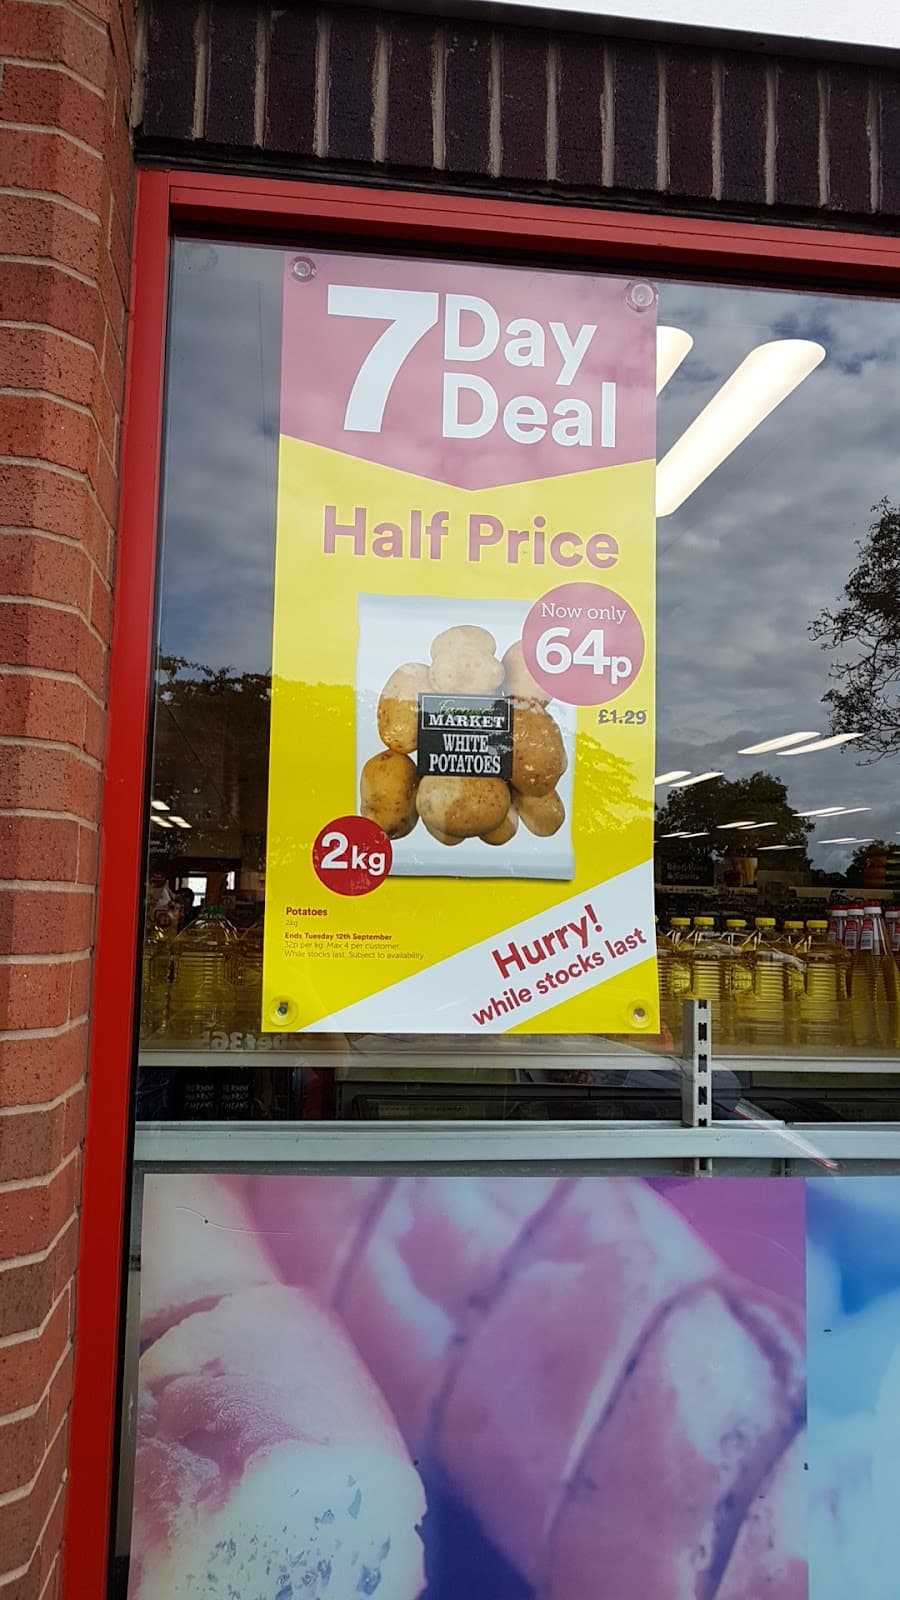 7 Day
Deal
Half Price
Now only
64p
£1.29
Farmer's
MARKET
WHITE
POTATOES
2kg
Potatoes
2kg
Ends Tuesday 12th September
32p per kg. Max 4 per customer.
While stocks last. Subject to availability.
Hurry!
while stocks last